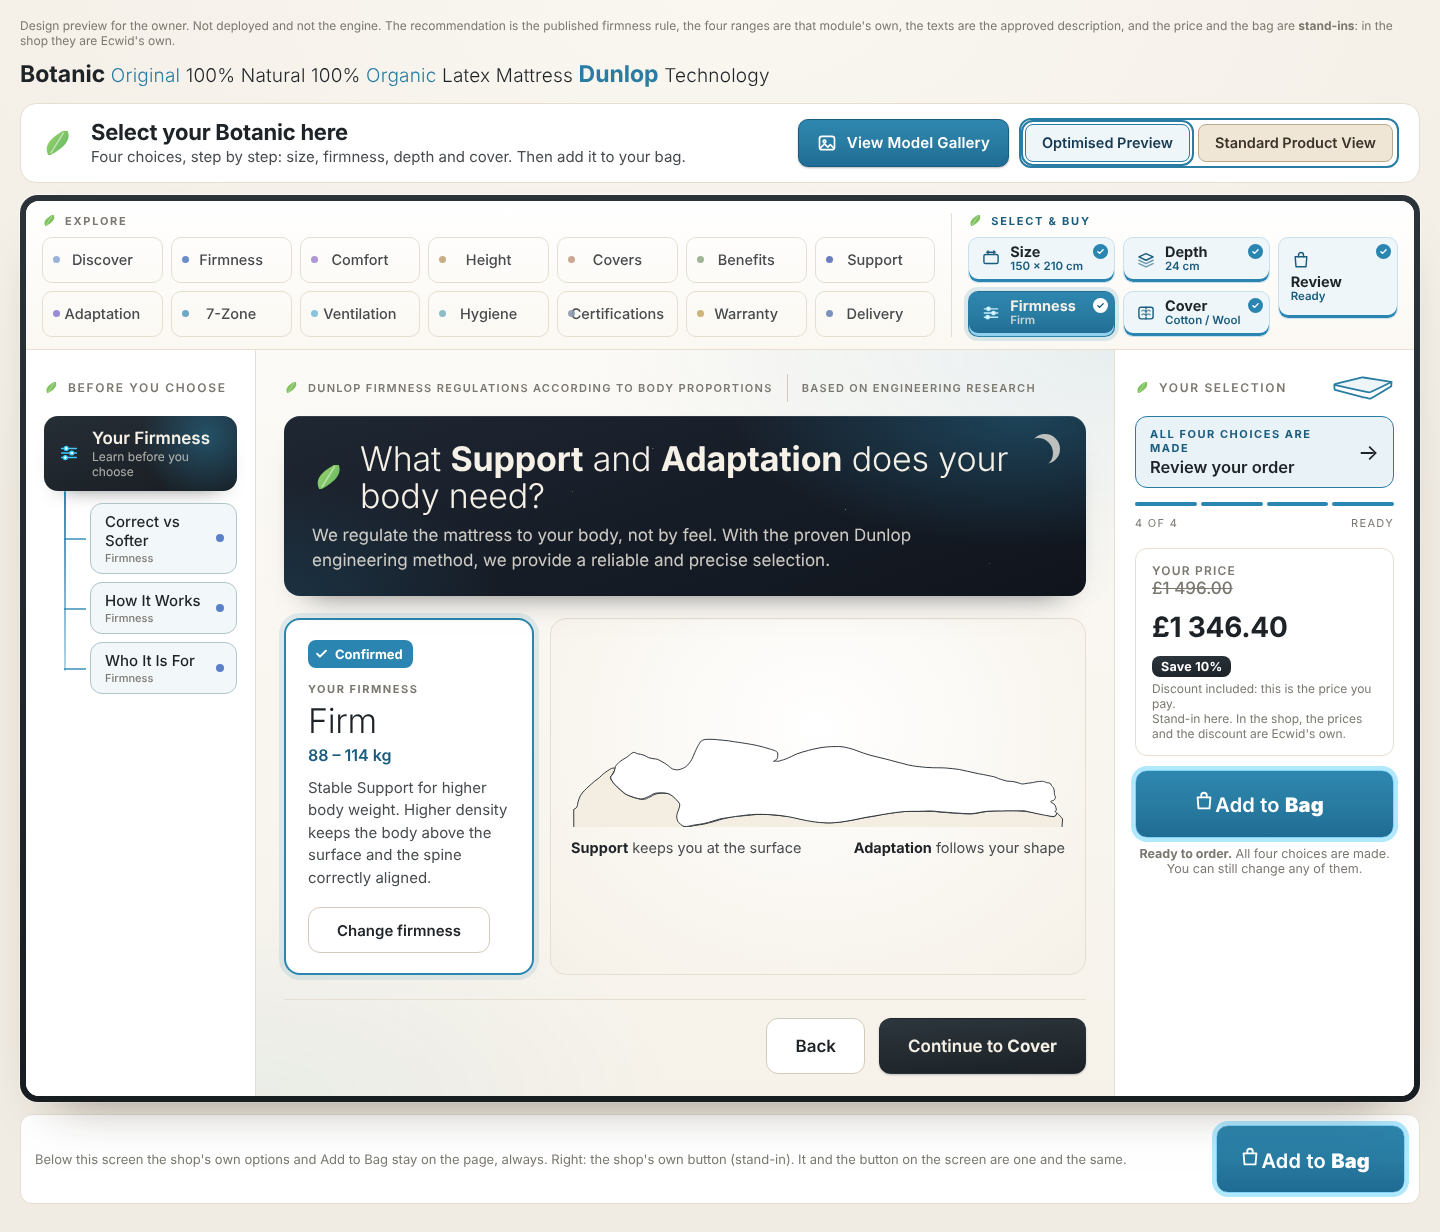 Design preview for the owner. Not deployed and not the engine. The recommendation is the published firmness rule, the four ranges are that module's own, the texts are the approved description, and the price and the bag are stand-ins: in the
shop they are Ecwid's own.
Botanic Original 100% Natural 100% Organic Latex Mattress Dunlop Technology
Select your Botanic here
Four choices, step by step: size, firmness, depth and cover. Then add it to your bag.
View Model Gallery
Optimised Preview
Standard Product View
EXPLORE
Discover
Firmness
Comfort
Height
Covers
Benefits
Support
Adaptation
7-Zone
Ventilation
Hygiene
Certifications
Warranty
Delivery
SELECT & BUY
Size
150 × 210 cm
Depth
24 cm
Review
Ready
Firmness
Firm
Cover
Cotton / Wool
BEFORE YOU CHOOSE
Your Firmness
Learn before you
choose
Correct vs
Softer
Firmness
How It Works
Firmness
Who It Is For
Firmness
DUNLOP FIRMNESS REGULATIONS ACCORDING TO BODY PROPORTIONS
BASED ON ENGINEERING RESEARCH
What Support and Adaptation does your
body need?
We regulate the mattress to your body, not by feel. With the proven Dunlop
engineering method, we provide a reliable and precise selection.
Confirmed
YOUR FIRMNESS
Firm
88 – 114 kg
Stable Support for higher
body weight. Higher density
keeps the body above the
surface and the spine
correctly aligned.
Change firmness
Support keeps you at the surface
Adaptation follows your shape
Back
Continue to Cover
YOUR SELECTION
ALL FOUR CHOICES ARE
MADE
Review your order
4 OF 4
READY
YOUR PRICE
£1 496.00
£1 346.40
Save 10%
Discount included: this is the price you
pay.
Stand-in here. In the shop, the prices
and the discount are Ecwid's own.
Add to Bag
Ready to order. All four choices are made.
You can still change any of them.
Below this screen the shop's own options and Add to Bag stay on the page, always. Right: the shop's own button (stand-in). It and the button on the screen are one and the same.
Add to Bag